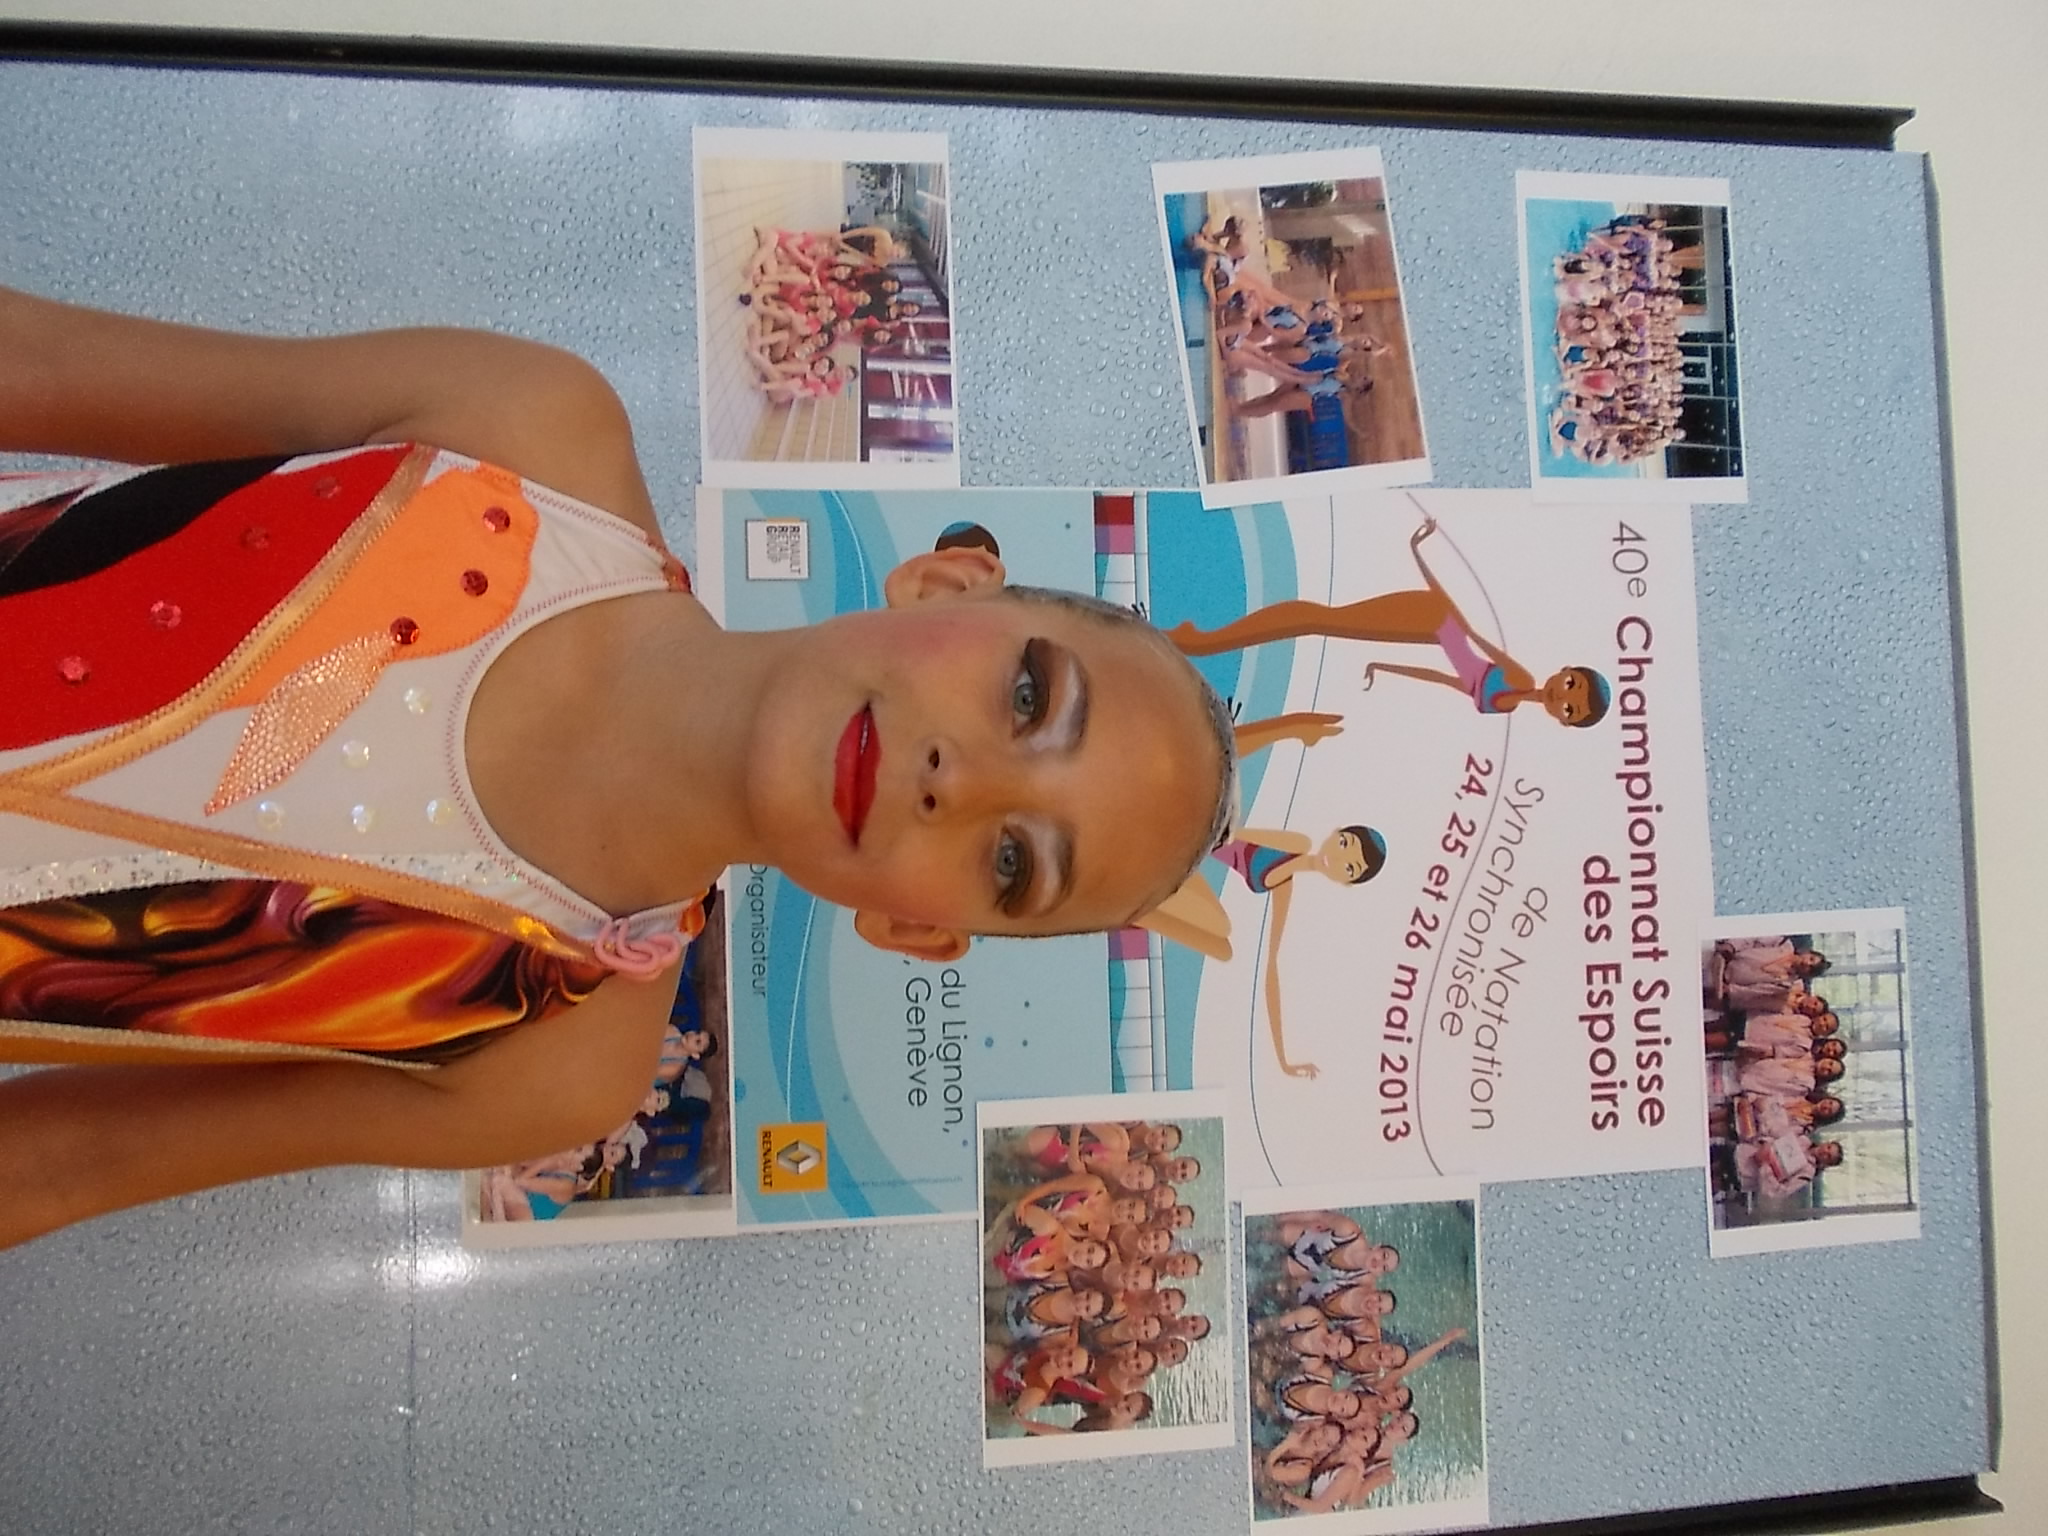 40e Championnat Suisse
des Espoirs
de Natation
Synchronisée
24, 25 et 26 mai 2013
du Lignon,
, Genève
RENAULT
RETAIL
GROUP
Organisateur
RENAULT